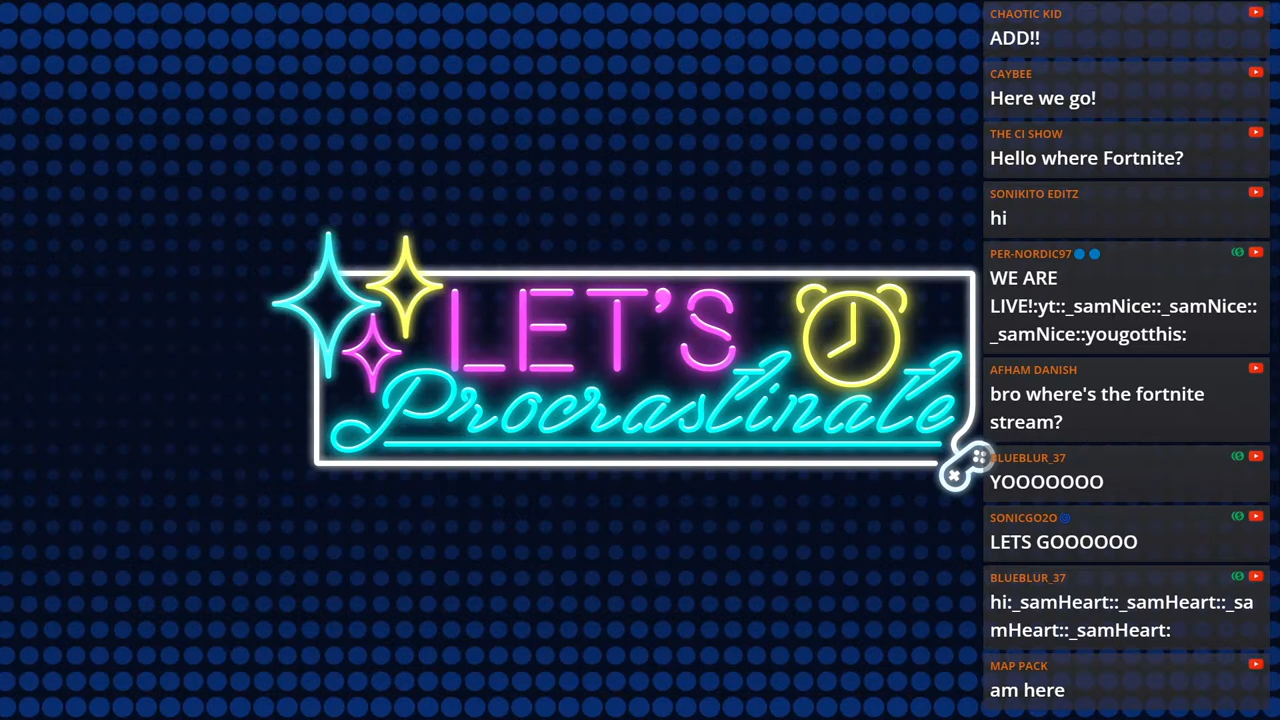 LET'S
Procrastinate
CHAOTIC KID
ADD!!
CAYBEE
Here we go!
THE CI SHOW
Hello where Fortnite?
SONIKITO EDITZ
hi
PER-NORDIC97
WE ARE
LIVE!:yt::_samNice::_samNice::
_samNice::yougotthis:
AFHAM DANISH
bro where's the fortnite
stream?
BLUEBLUR_37
YOOOOOOO
SONICGO2O
LETS GOOOOOO
BLUEBLUR_37
hi:_samHeart::_samHeart::_sa
mHeart::_samHeart:
MAP PACK
am here